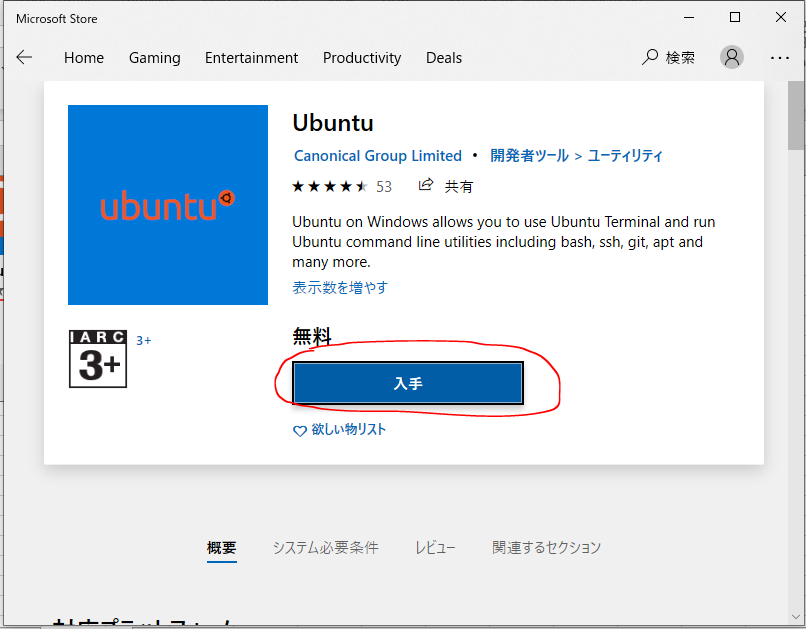 Microsoft Store
Home Gaming Entertainment Productivity Deals 検索
Ubuntu
Canonical Group Limited • 開発者ツール > ユーティリティ
53 共有
ubuntu
Ubuntu on Windows allows you to use Ubuntu Terminal and run
Ubuntu command line utilities including bash, ssh, git, apt and
many more.
表示数を増やす
IARC
3+
3+
無料
入手
欲しい物リスト
概要 システム必要条件 レビュー 関連するセクション